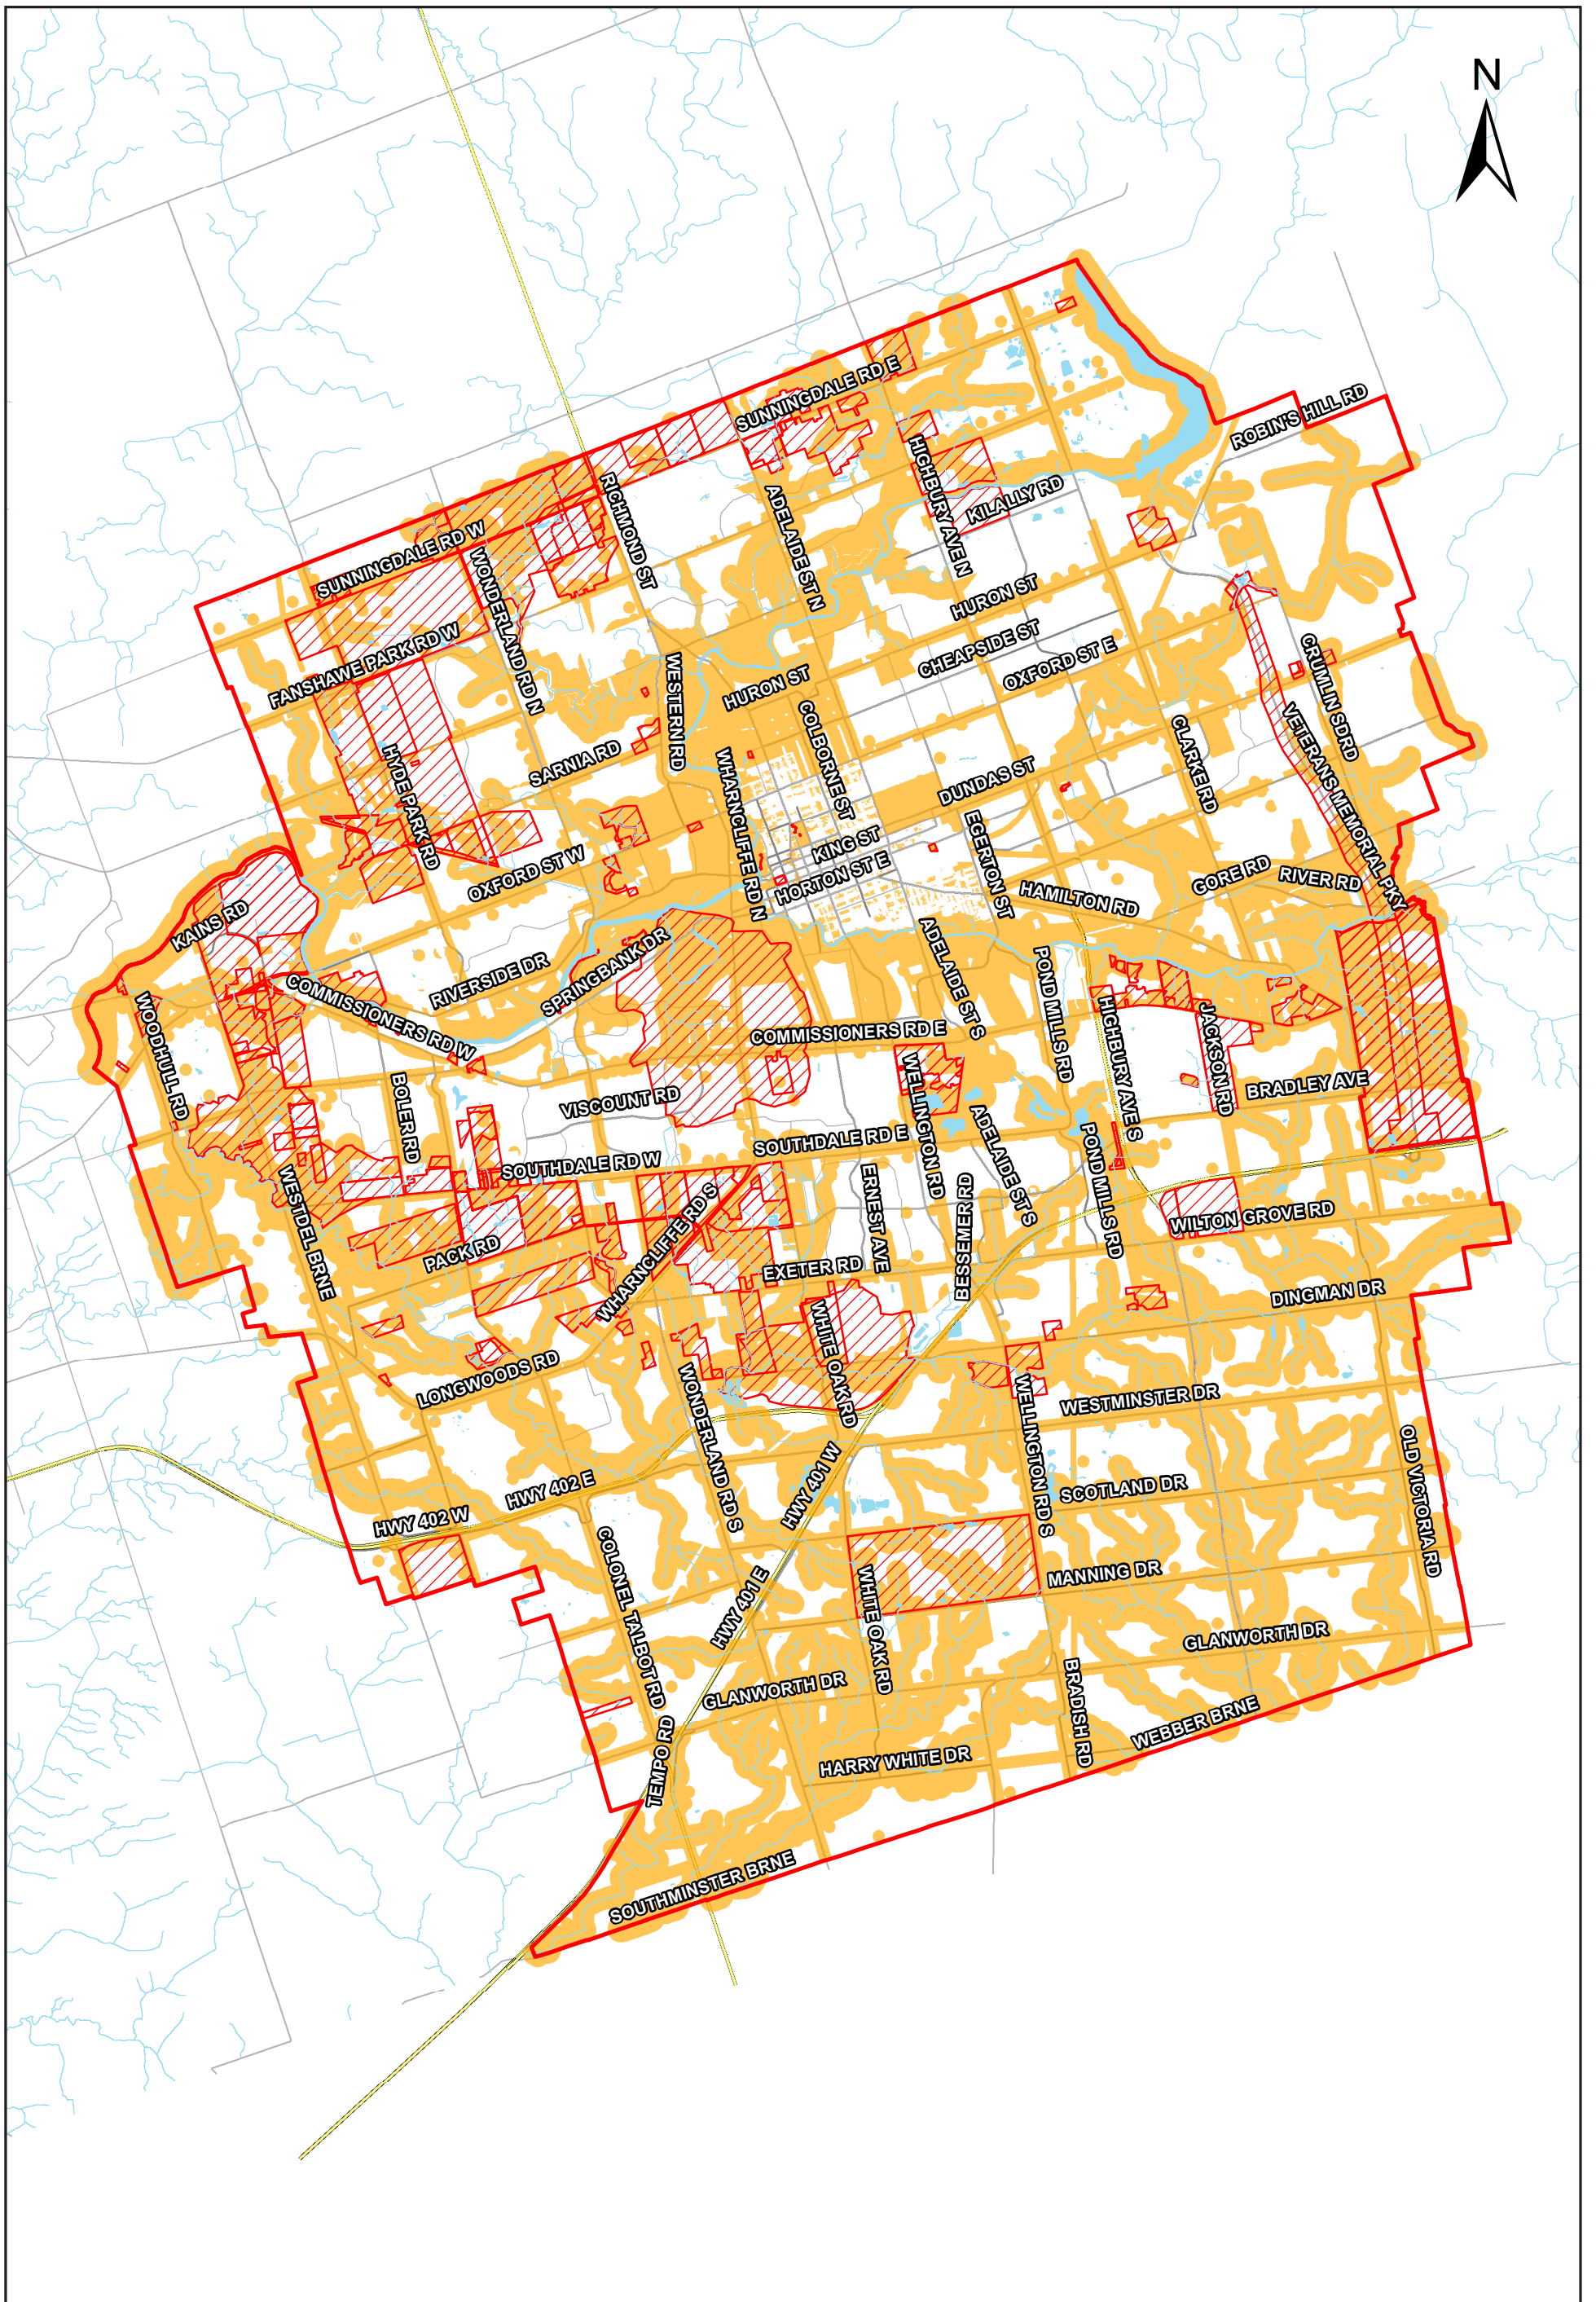 N
ROBIN'S HILL RD
SUNNINGDALE RD E
HIGHBURY AVE N
KILALLY RD
RICHMOND ST
ADELAIDE ST N
SUNNINGDALE RD W
WONDERLAND RD N
HURON ST
CHEAPSIDE ST
OXFORD ST E
FANSHAWE PARK RD W
WESTERN RD
HURON ST
CRUMLIN SDRD
COLBORNE ST
VETERANS MEMORIAL PKY
CLARKE RD
HYDE PARK RD
SARNIA RD
WHARNCLIFFE RD N
DUNDAS ST
EGERTON ST
KING ST
HORTON ST E
OXFORD ST W
GORE RD
RIVER RD
HAMILTON RD
KAINS RD
ADELAIDE ST S
SPRINGBANK DR
RIVERSIDE DR
COMMISSIONERS RD W
WOODHULL RD
COMMISSIONERS RD E
POND MILLS RD
HIGHBURY AVE S
JACKSON RD
WELLINGTON RD
BRADLEY AVE
BOLER RD
VISCOUNT RD
ADELAIDE ST S
SOUTHDALE RD E
POND MILLS RD
SOUTHDALE RD W
WESTDEL BRNE
ERNEST AVE
BESSEMER RD
WHARNCLIFFE RD S
WILTON GROVE RD
PACK RD
EXETER RD
DINGMAN DR
WHITE OAK RD
LONGWOODS RD
WONDERLAND RD S
WELLINGTON RD S
WESTMINSTER DR
OLD VICTORIA RD
HWY 401 W
HWY 402 E
SCOTLAND DR
HWY 402 W
COLONEL TALBOT RD
HWY 401 E
WHITE OAK RD
MANNING DR
GLANWORTH DR
BRADISH RD
GLANWORTH DR
TEMPO RD
WEBBER BRNE
HARRY WHITE DR
SOUTHMINSTER BRNE